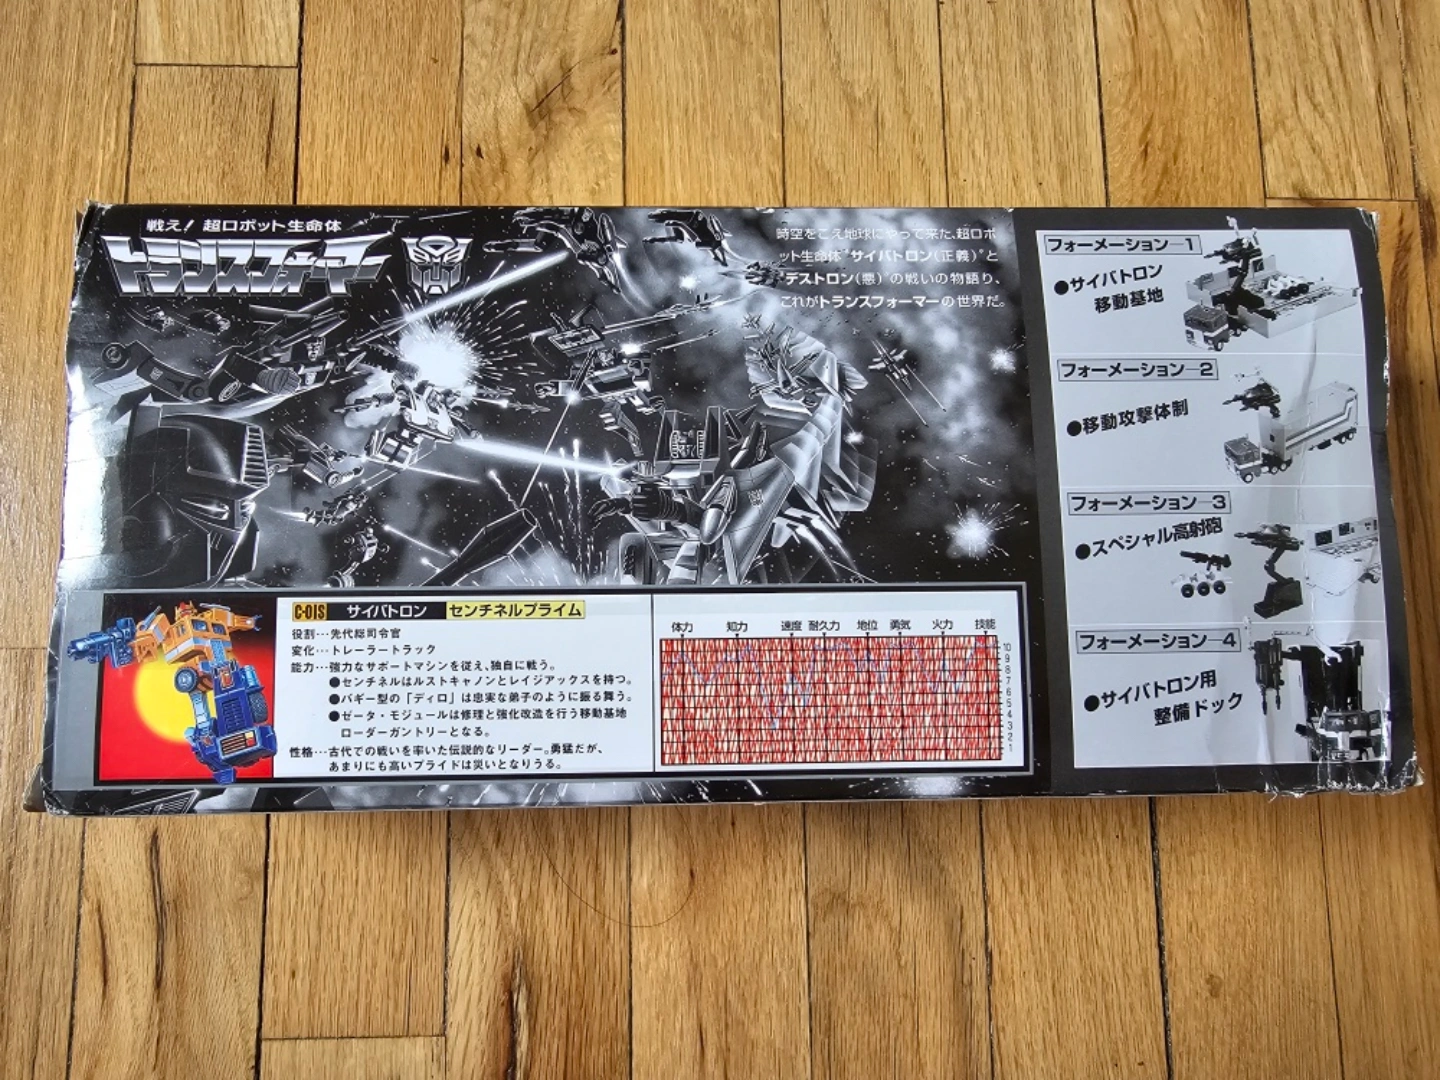 戦え！超ロボット生命体
トランスフォーマー
時空をこえ地球にやって来た、超ロボ
ット生命体“サイバトロン(正義)”と
“デストロン(悪)の戦いの物語り、
これがトランスフォーマーの世界だ。
フォーメーション—1
●サイバトロン
移動基地
フォーメーション—2
●移動攻撃体制
フォーメーション—3
●スペシャル高射砲
フォーメーション—4
●サイバトロン用
整備ドック
C-01S サイバトロン センチネルプライム
役割…先代総司令官
変化…トレーラートラック
能力…強力なサポートマシンを従え、独自に戦う。
●センチネルはルストキャノンとレイジアックスを持つ。
●バギー型の「ディロ」は忠実な弟子のように振る舞う。
●ゼータ・モジュールは修理と強化改造を行う移動基地
ローダーガントリーとなる。
性格…古代での戦いを率いた伝説的なリーダー。勇猛だが、
あまりにも高いプライドは災いとなりうる。
体力 知力 速度 耐久力 地位 勇気 火力 技能
10
9
8
7
6
5
4
3
2
1